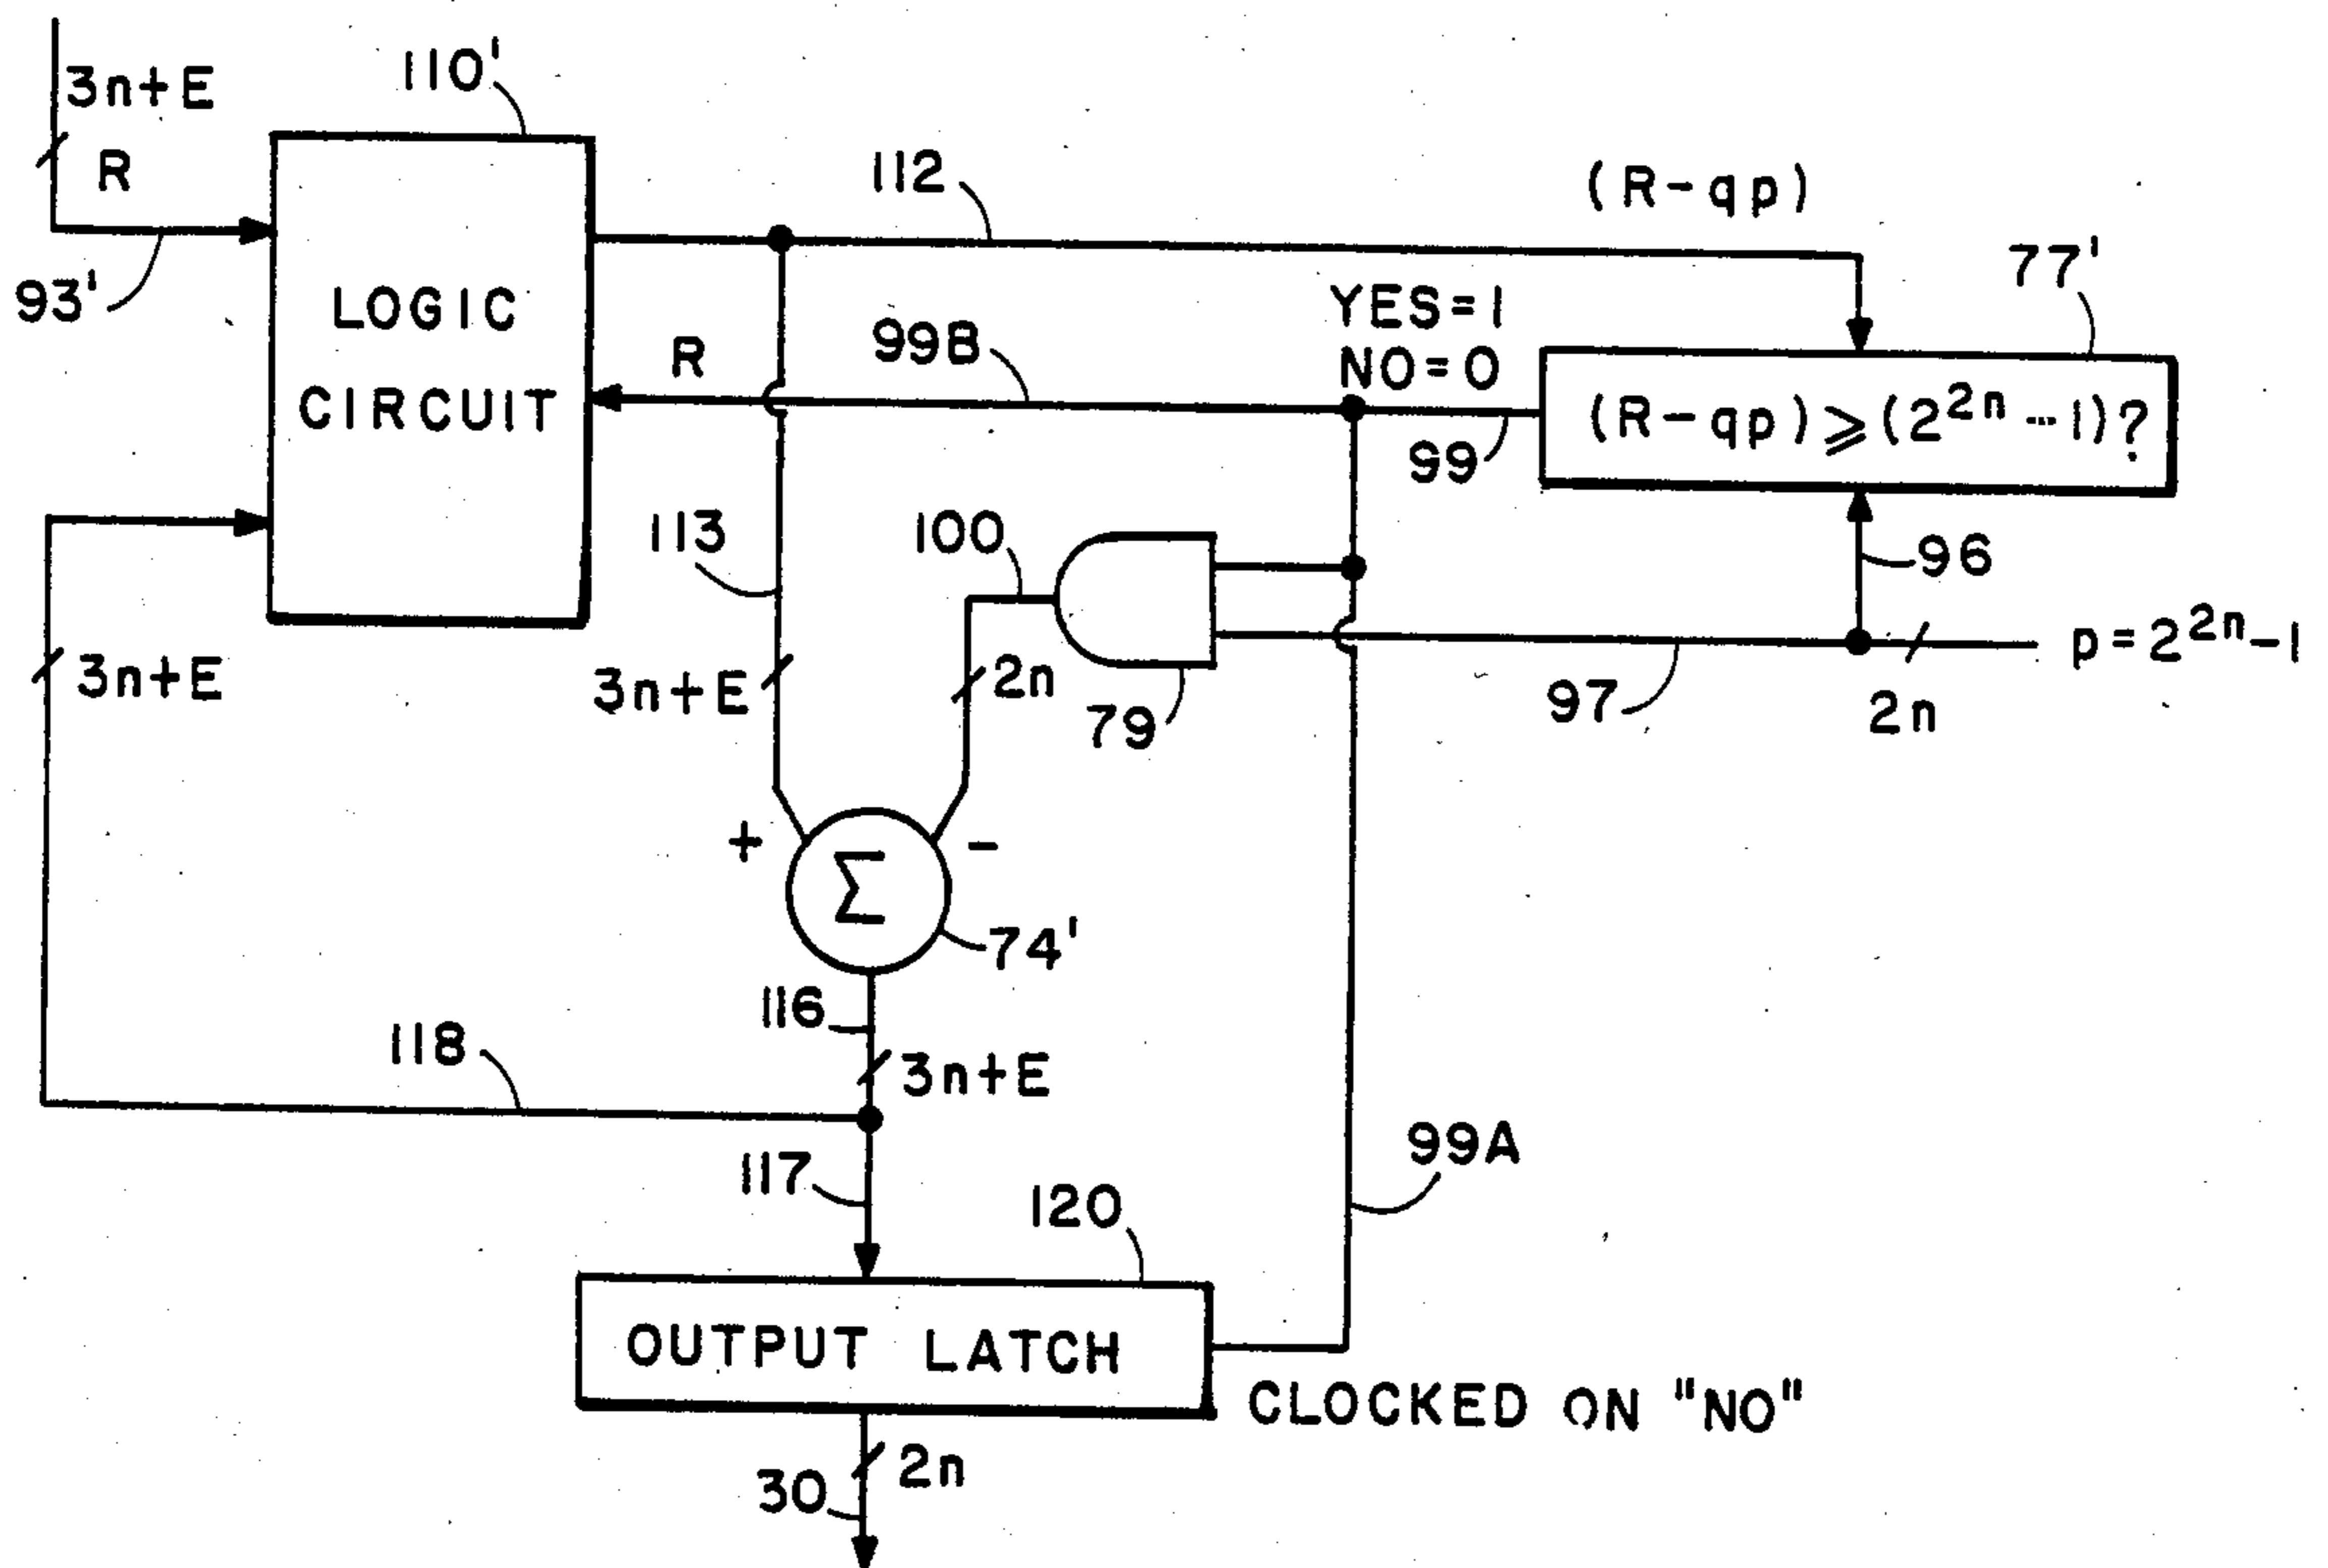 3n+E
110'
R
112
(R-qp)
77'
93'
LOGIC
CIRCUIT
R
99B
YES=1
NO=0
99
(R-qp)⩾(2^{2n}-1)?
113
100
96
3n+E
3n+E
2n
79
97
2n
p=2^{2n}-1
+
-
Σ
74'
116
3n+E
118
117
99A
120
OUTPUT LATCH
CLOCKED ON "NO"
30
2n